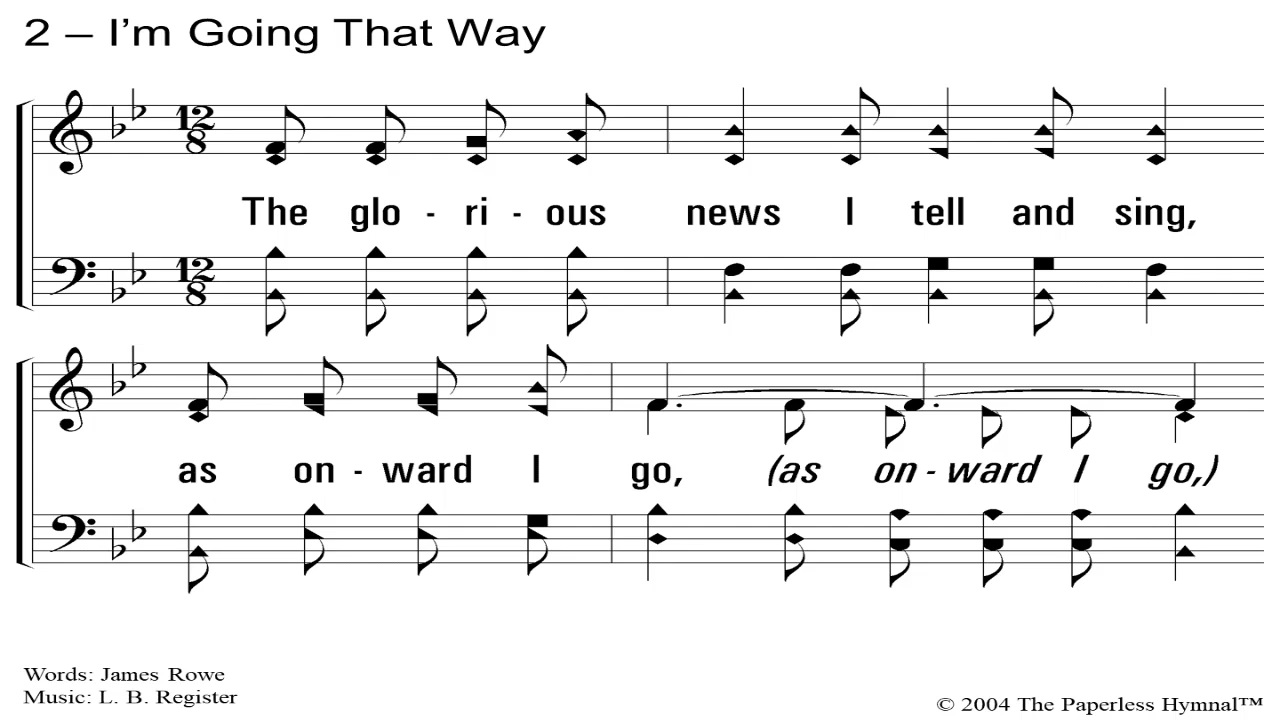 2 – I'm Going That Way
12
8
The glo - ri - ous news I tell and sing,
12
8
as on - ward I go, (as on - ward I go,)
Words: James Rowe
Music: L. B. Register
© 2004 The Paperless Hymnal™